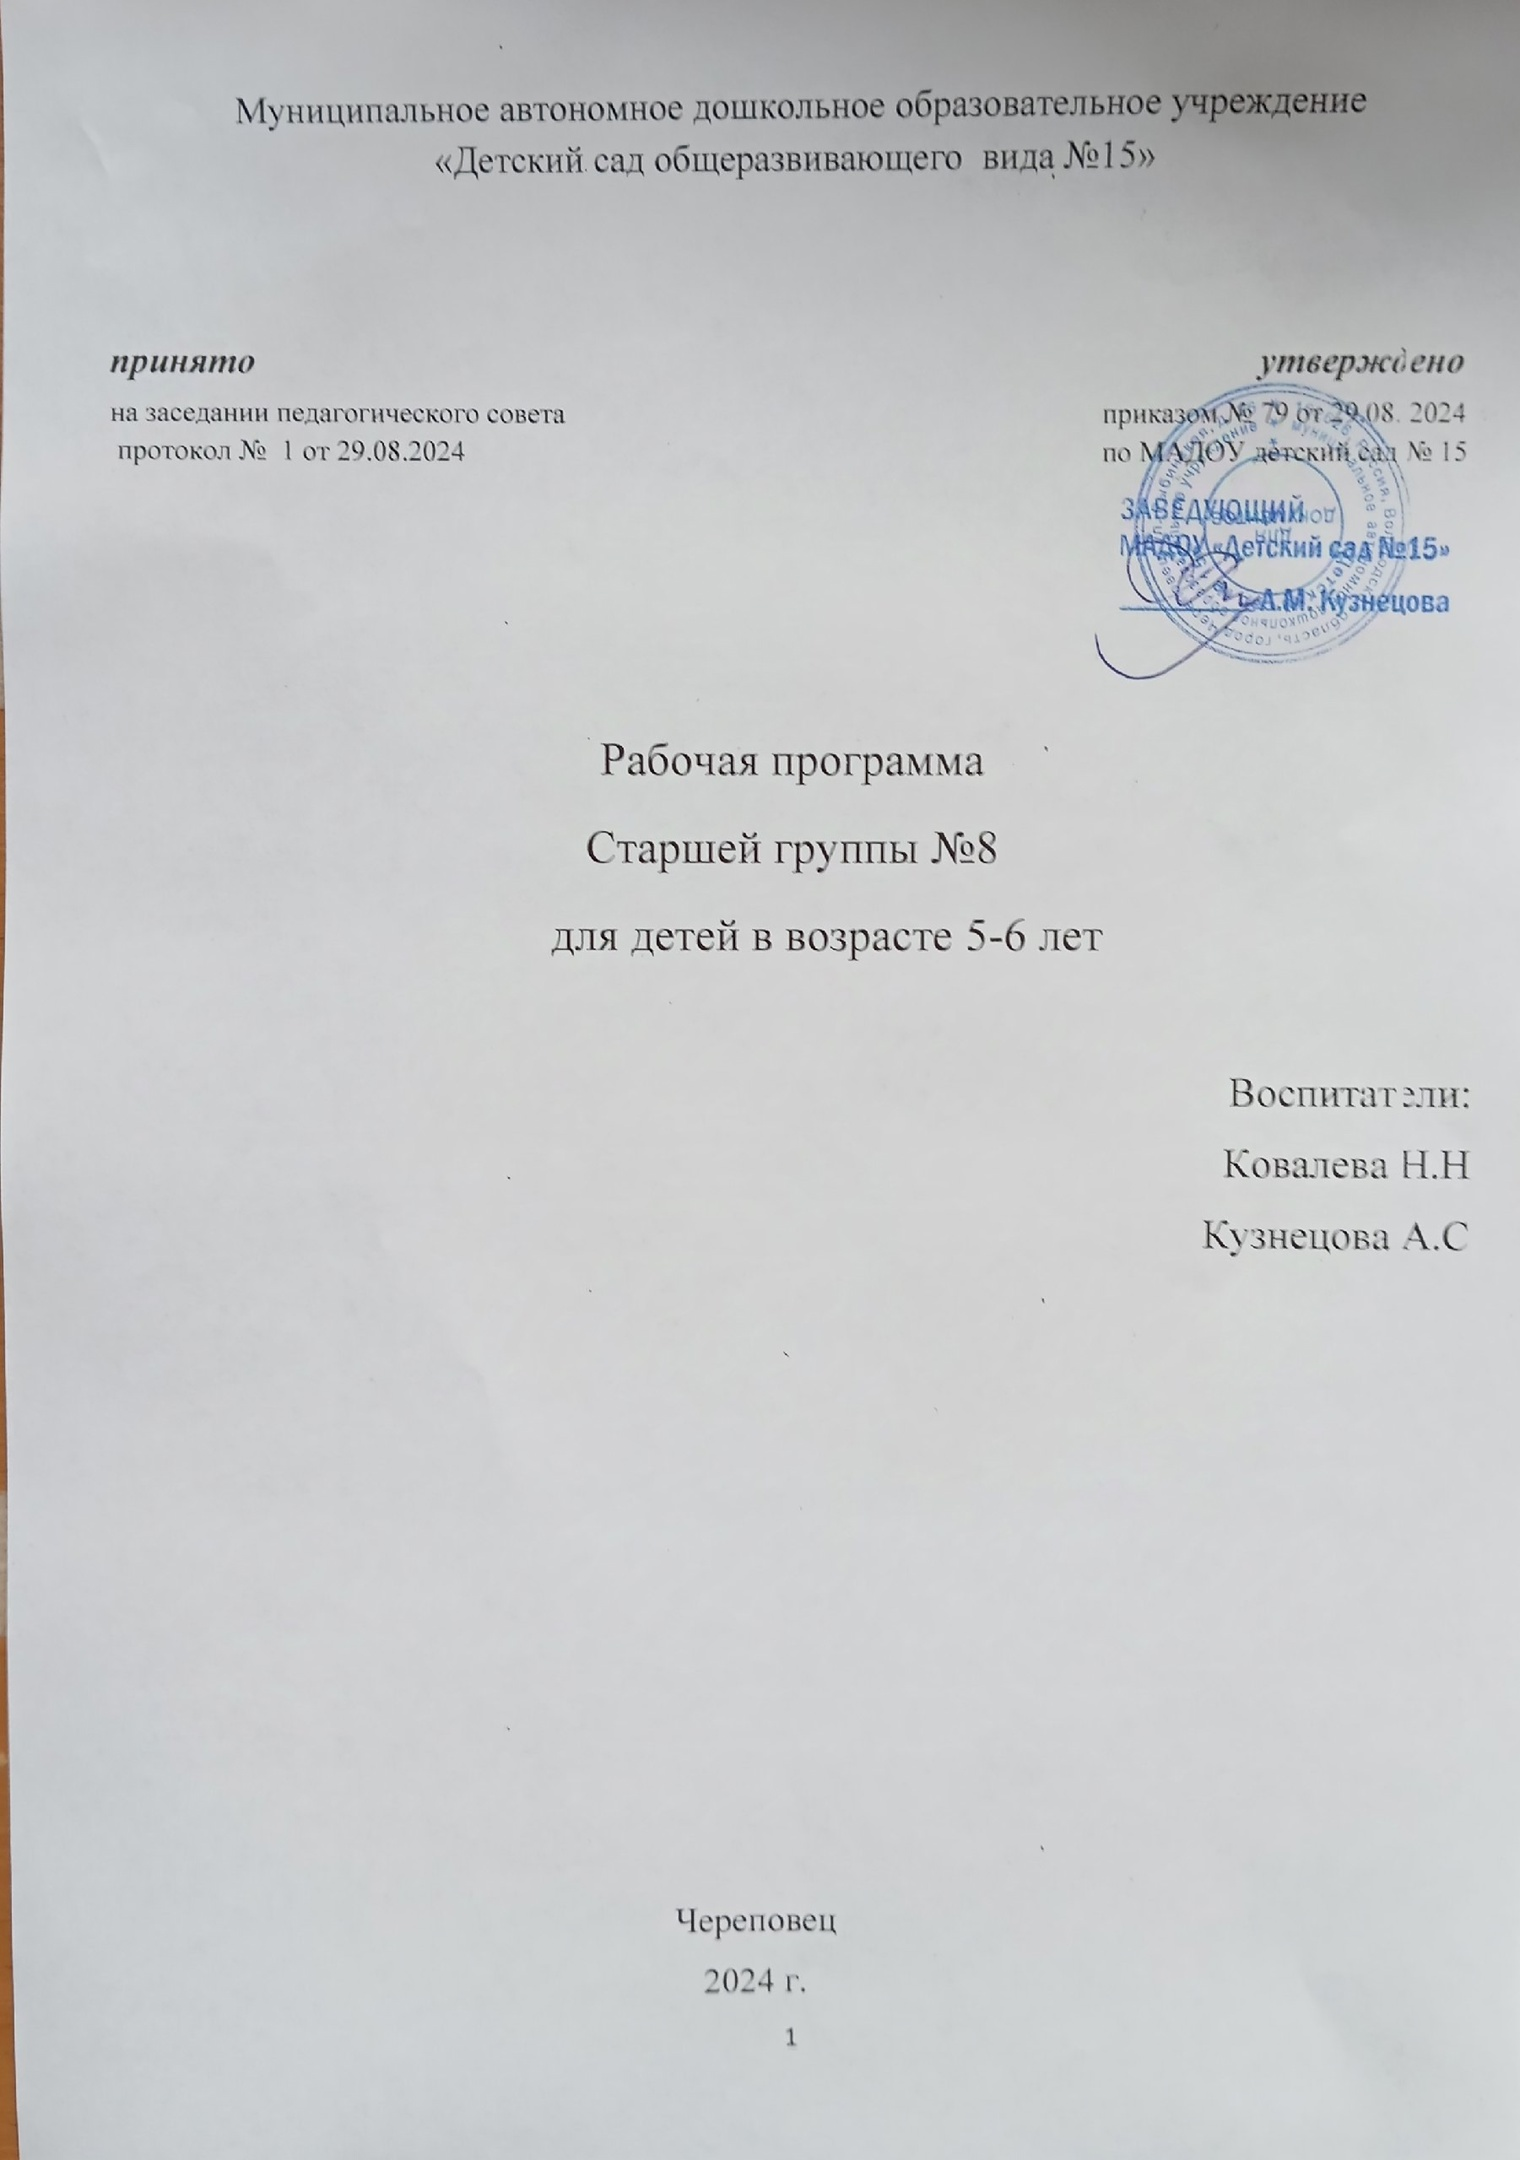 Муниципальное автономное дошкольное образовательное учреждение
«Детский сад общеразвивающего вида №15»
принято
на заседании педагогического совета
протокол № 1 от 29.08.2024
утверждено
приказом № 79 от 29.08. 2024
по МАДОУ детский сад № 15
ЗАВЕДУЮЩИЙ
МАДОУ «Детский сад №15»
А.М. Кузнецова
Рабочая программа
Старшей группы №8
для детей в возрасте 5-6 лет
Воспитатели:
Ковалева Н.Н
Кузнецова А.С
Череповец
2024 г.
1